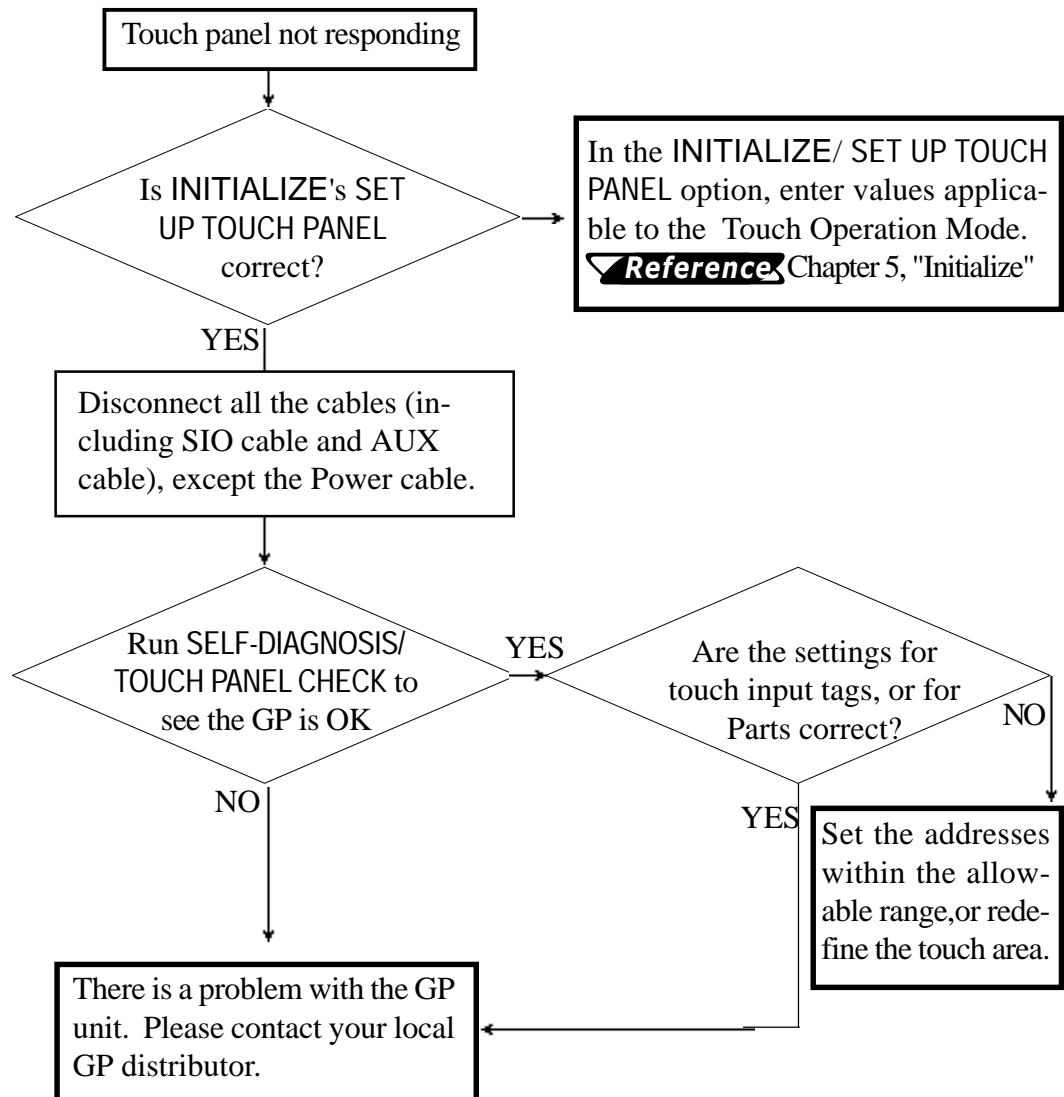 Touch panel not responding
Is INITIALIZE's SET
UP TOUCH PANEL
correct?
In the INITIALIZE/ SET UP TOUCH
PANEL option, enter values applica-
ble to the Touch Operation Mode.
Reference Chapter 5, "Initialize"
YES
Disconnect all the cables (in-
cluding SIO cable and AUX
cable), except the Power cable.
Run SELF-DIAGNOSIS/
TOUCH PANEL CHECK to
see the GP is OK
YES
Are the settings for
touch input tags, or for
Parts correct?
NO
NO
YES
Set the addresses
within the allow-
able range,or rede-
fine the touch area.
There is a problem with the GP
unit. Please contact your local
GP distributor.